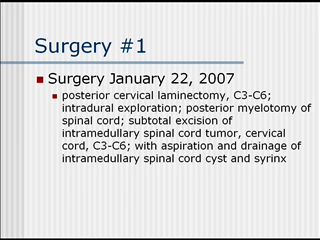 Surgery #1
Surgery January 22, 2007
posterior cervical laminectomy, C3-C6;
intradural exploration; posterior myelotomy of
spinal cord; subtotal excision of
intramedullary spinal cord tumor, cervical
cord, C3-C6; with aspiration and drainage of
intramedullary spinal cord cyst and syrinx